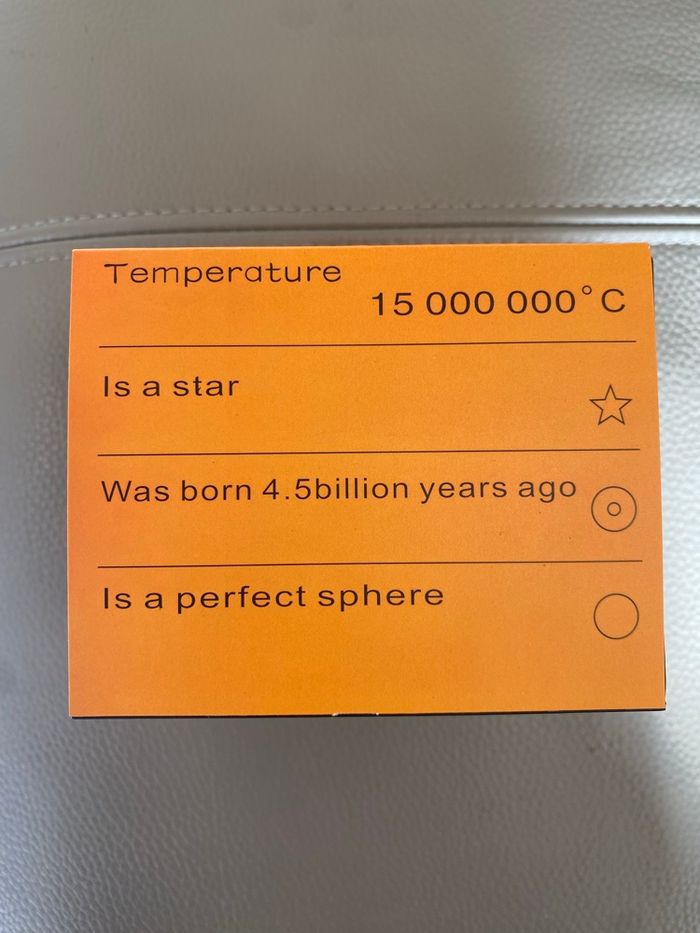 Temperature
15 000 000°C
Is a star
Was born 4.5billion years ago
Is a perfect sphere